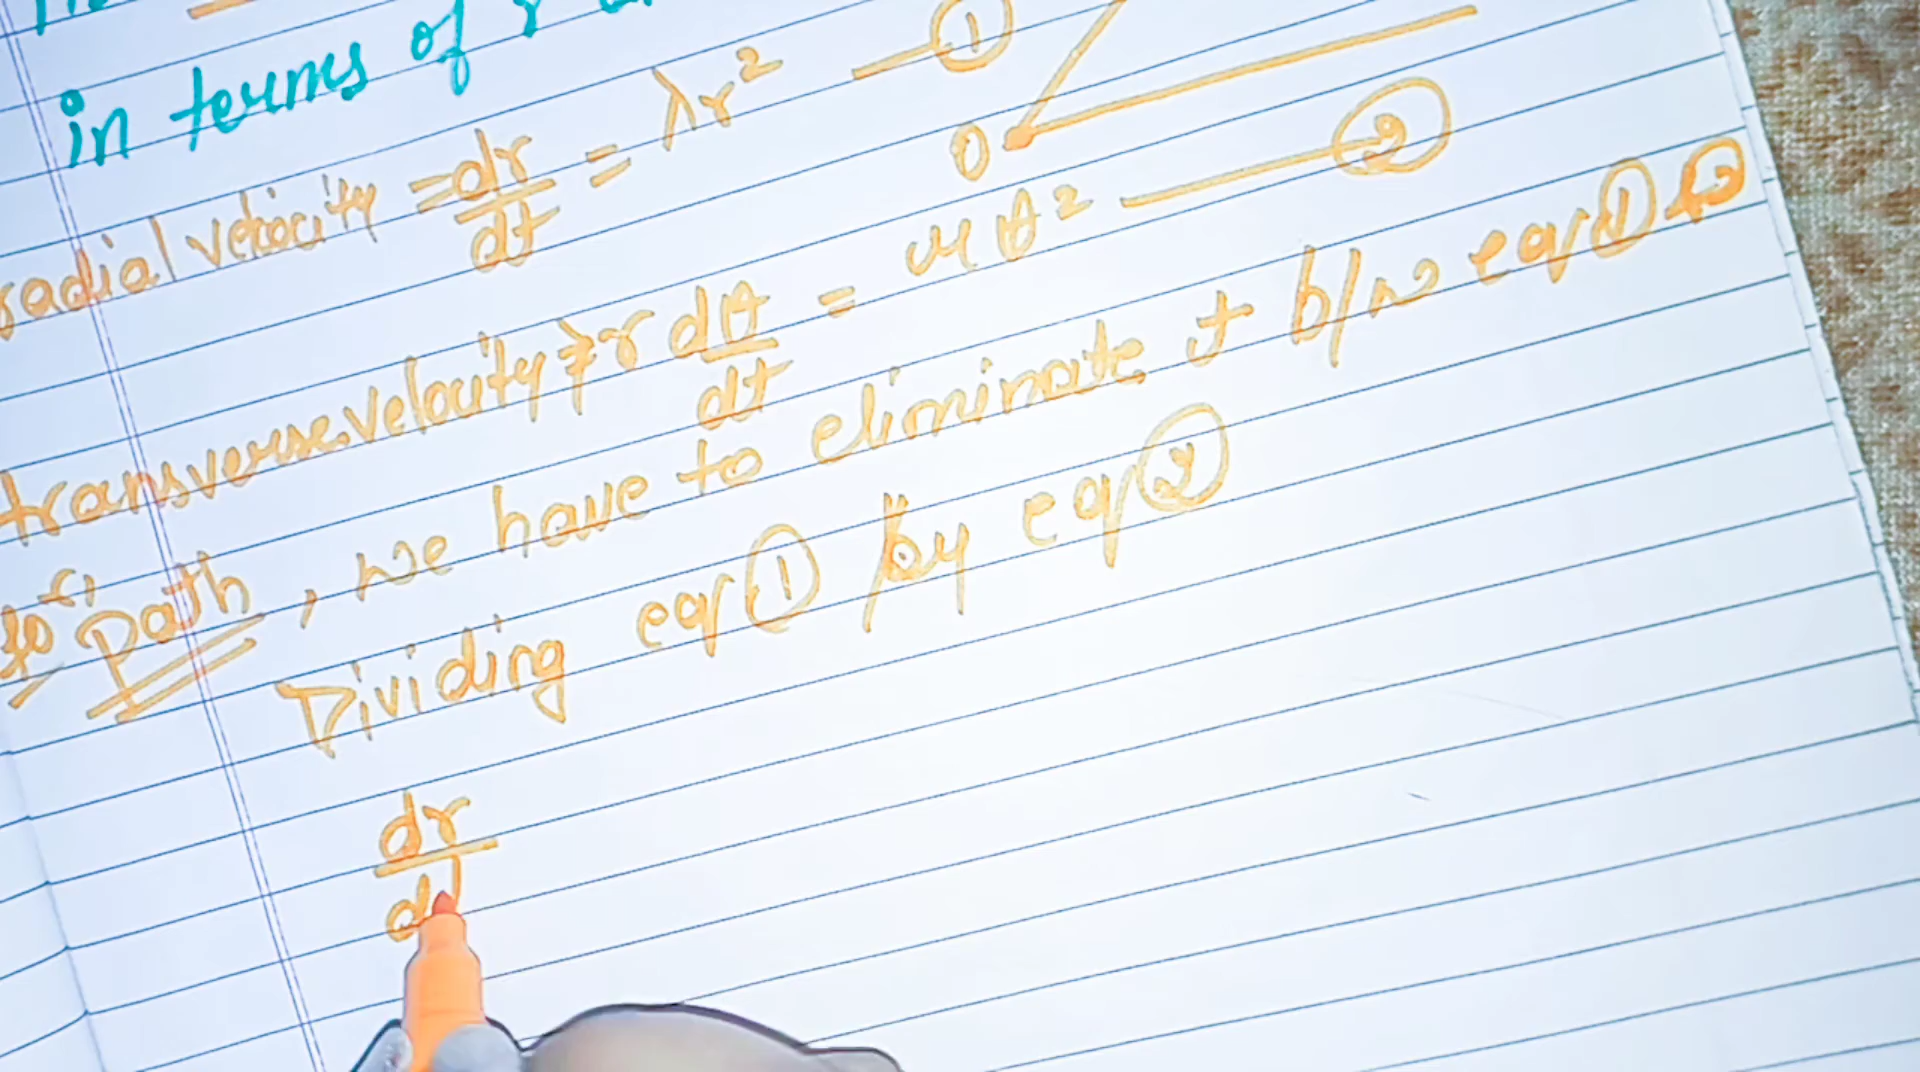 in terms of r
radial velocity = dr/dt = λr² — ①
O
transverse velocity = r dθ/dt = μθ² — ②
for Path, we have to eliminate t b/w eq ① & ②
Dividing eq ① by eq ②
dr/d